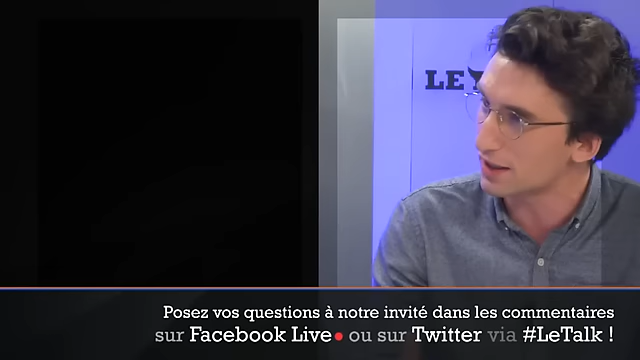 LE
Posez vos questions à notre invité dans les commentaires
sur Facebook Live ou sur Twitter via #LeTalk !